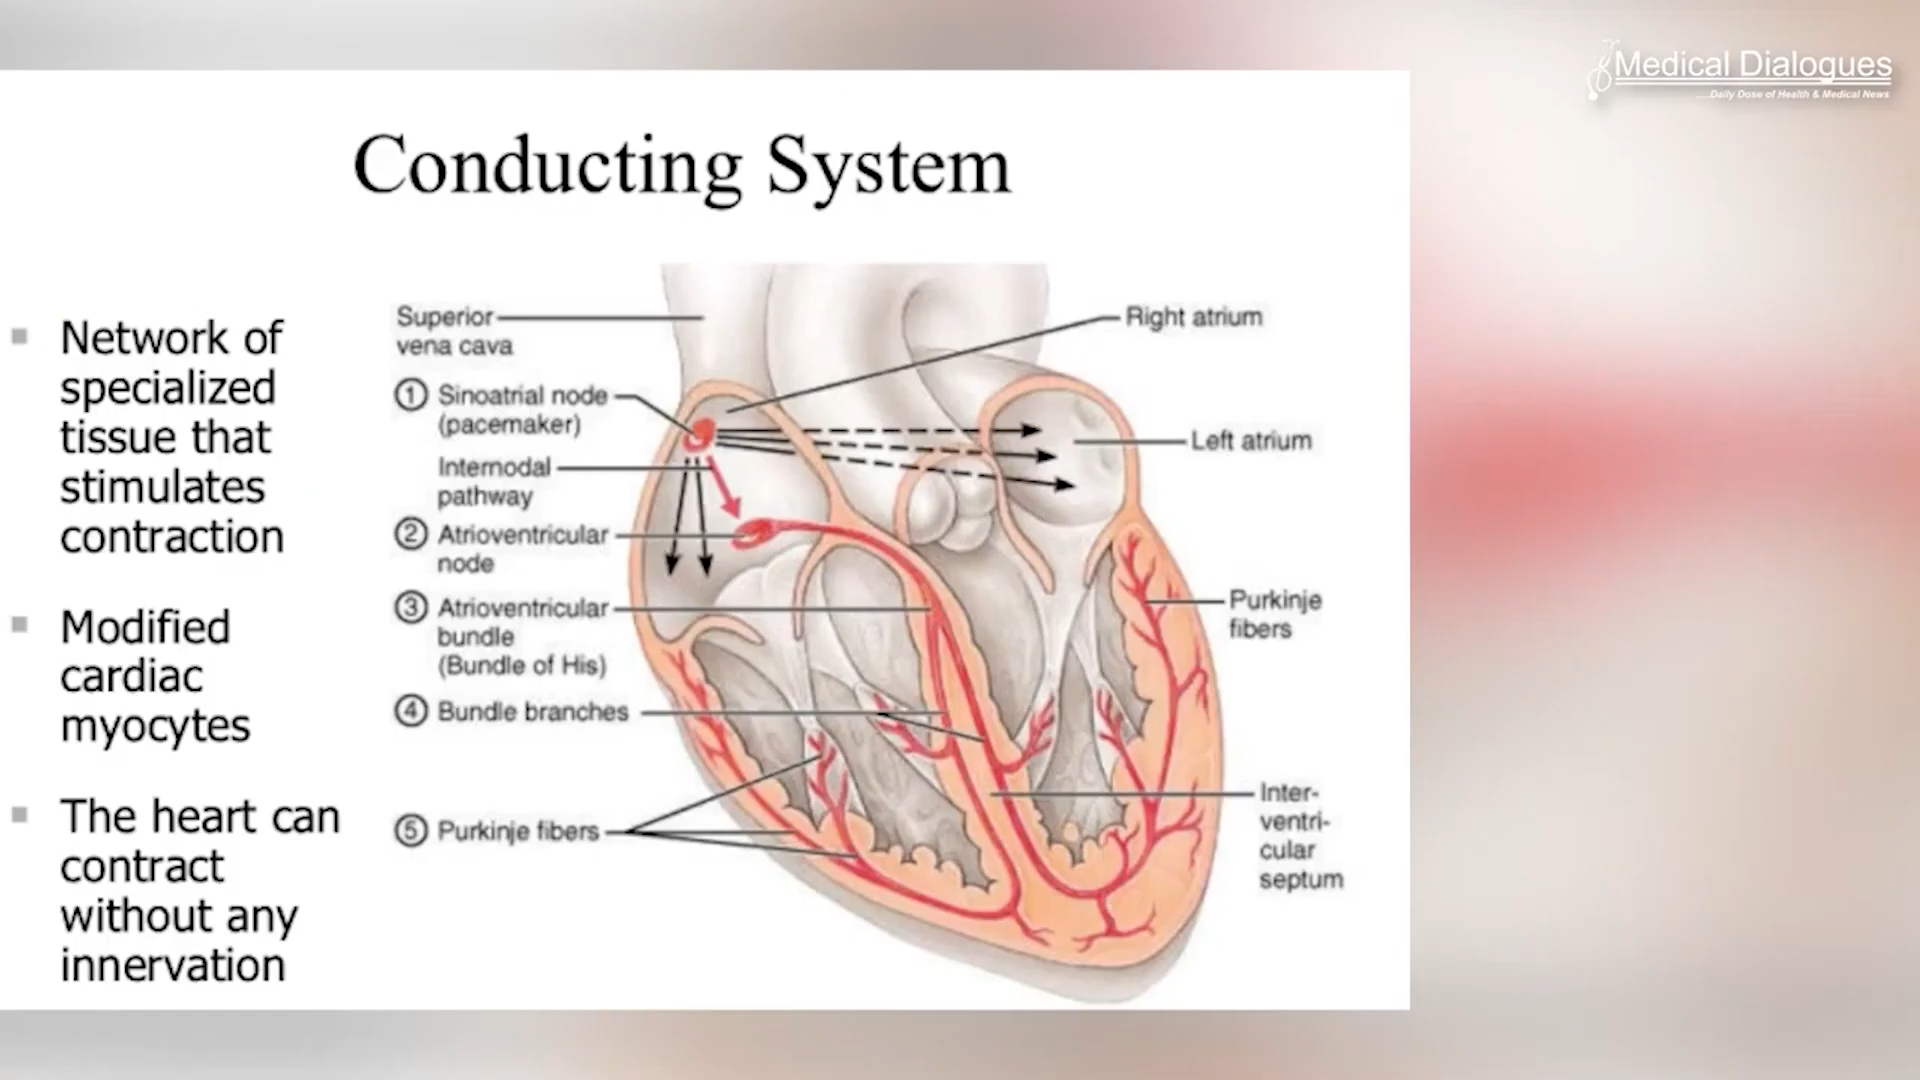 Medical Dialogues
....Daily Dose of Health & Medical News
Conducting System
Network of
specialized
tissue that
stimulates
contraction
Modified
cardiac
myocytes
The heart can
contract
without any
innervation
Superior
vena cava
1 Sinoatrial node
(pacemaker)
Internodal
pathway
2 Atrioventricular
node
3 Atrioventricular
bundle
(Bundle of His)
4 Bundle branches
5 Purkinje fibers
Right atrium
Left atrium
Purkinje
fibers
Inter-
ventri-
cular
septum